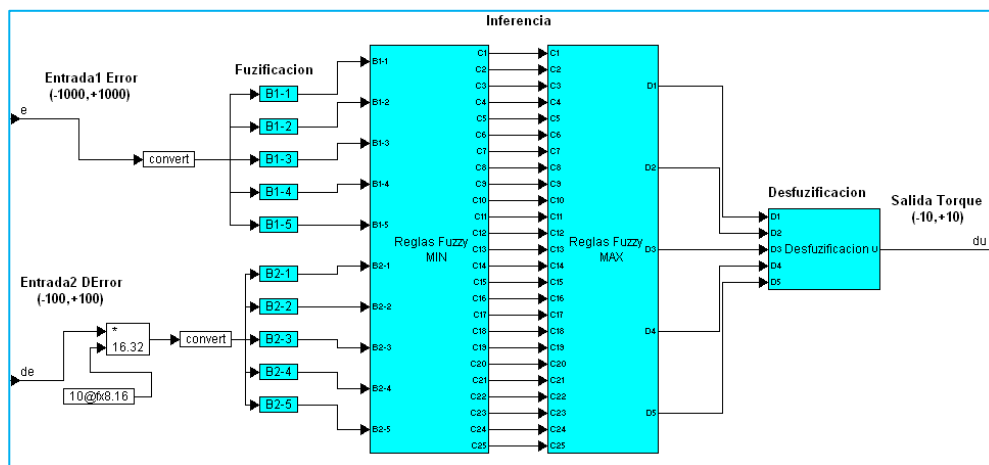 Inferencia
Entrada1 Error
(-1000,+1000)
e
convert
Fuzificacion
B1-1
B1-2
B1-3
B1-4
B1-5
Entrada2 DError
(-100,+100)
de
*
16.32
10@fx8.16
convert
B2-1
B2-2
B2-3
B2-4
B2-5
B1-1
B1-2
B1-3
B1-4
B1-5
B2-1
B2-2
B2-3
B2-4
B2-5
Reglas Fuzzy
MIN
C1
C2
C3
C4
C5
C6
C7
C8
C9
C10
C11
C12
C13
C14
C15
C16
C17
C18
C19
C20
C21
C22
C23
C24
C25
C1
C2
C3
C4
C5
C6
C7
C8
C9
C10
C11
C12
C13
C14
C15
C16
C17
C18
C19
C20
C21
C22
C23
C24
C25
Reglas Fuzzy
MAX
D1
D2
D3
D4
D5
Desfuzificacion
D1
D2
D3
D4
D5
Desfuzificacion
U
Salida Torque
(-10,+10)
du